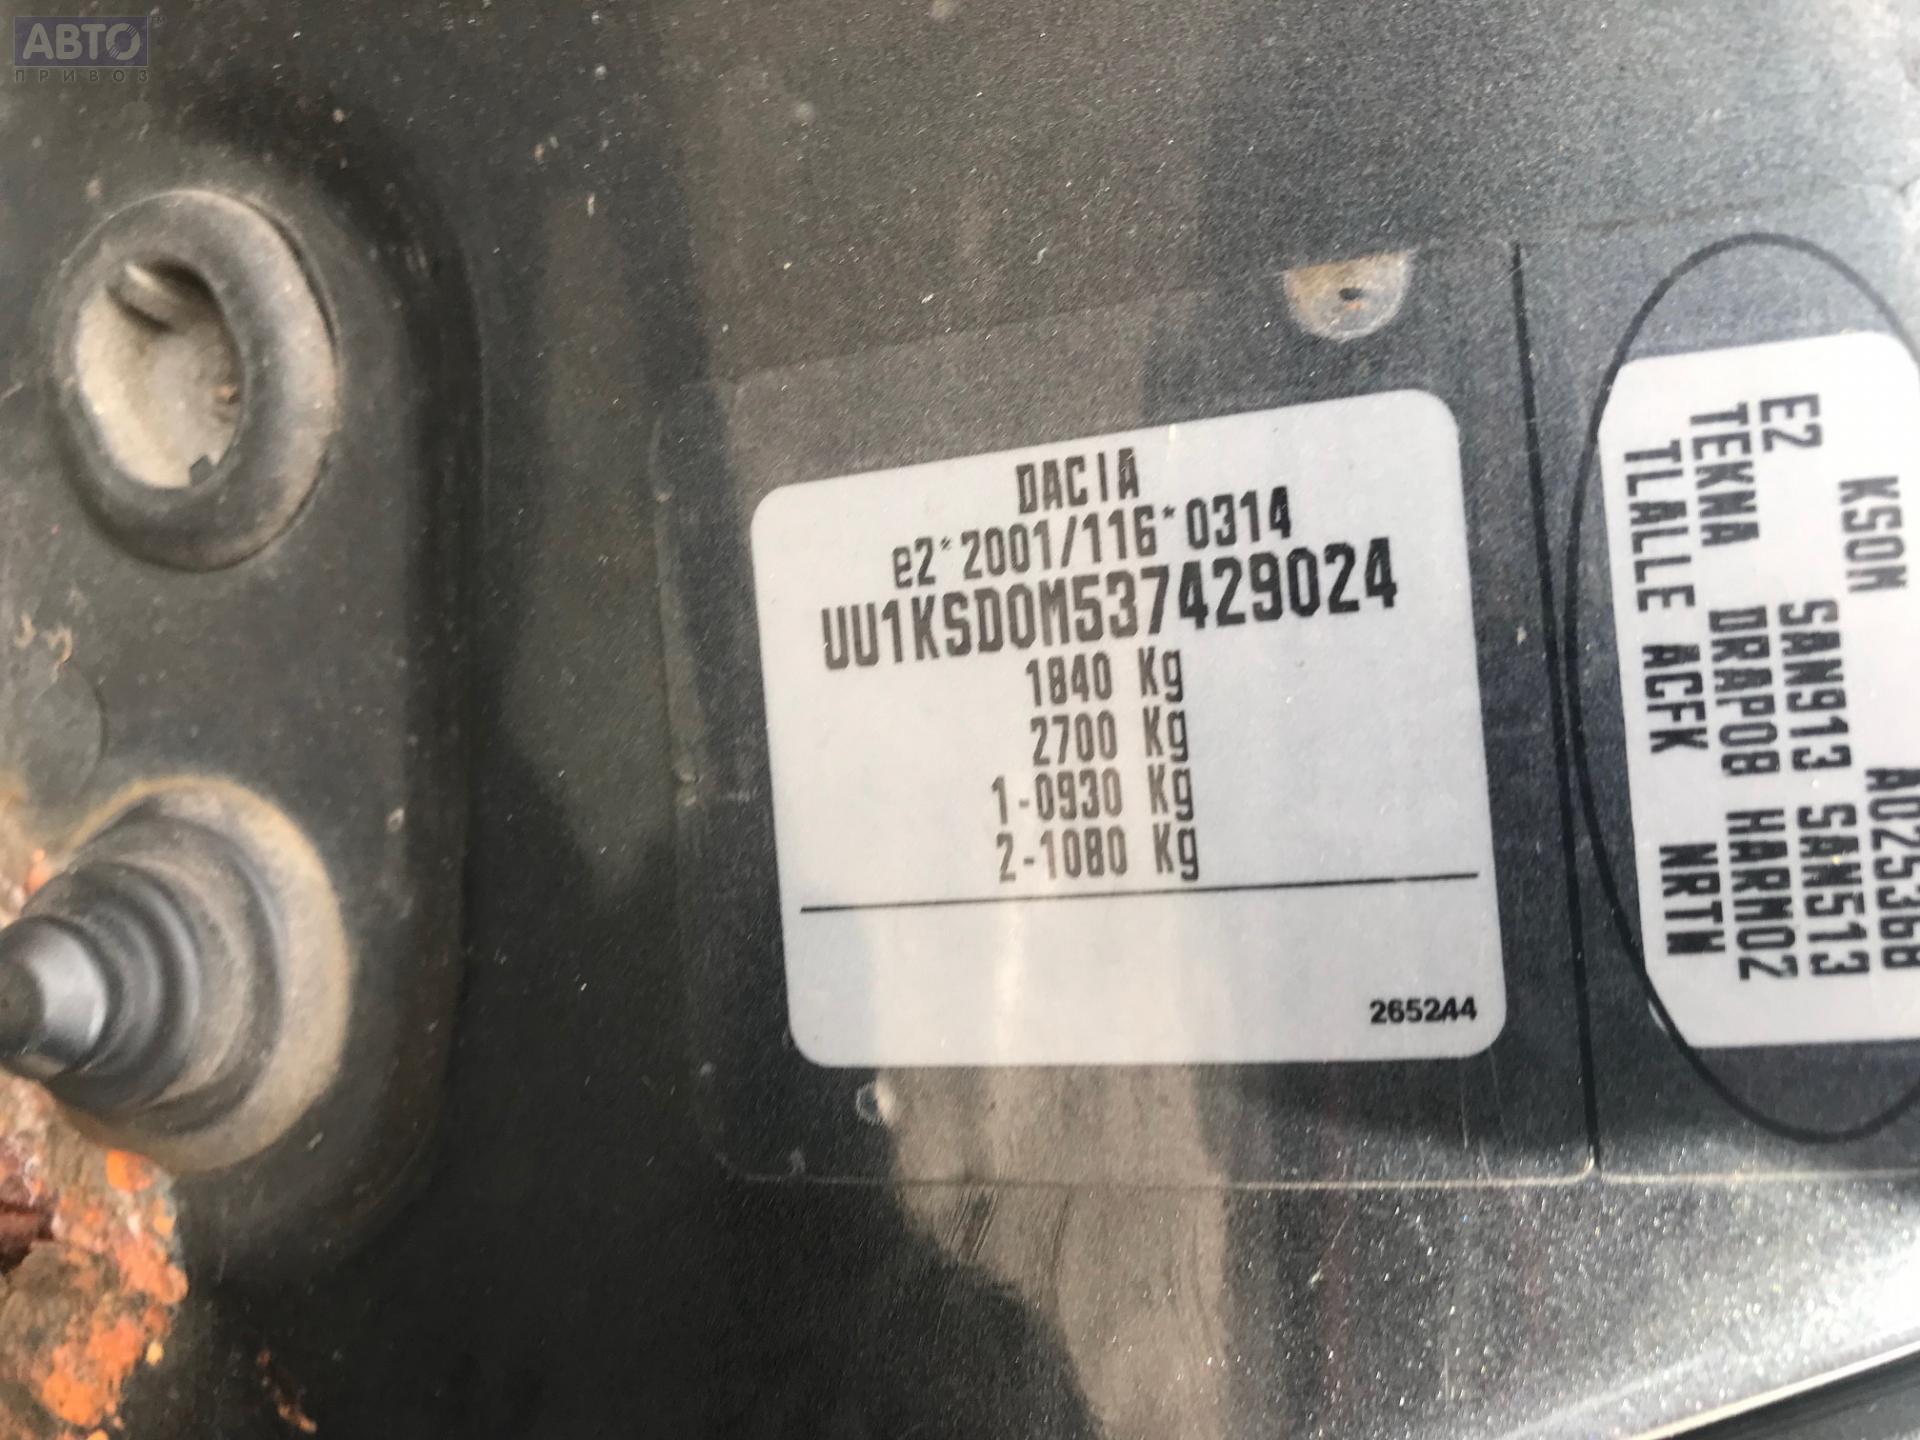 АВТО
ПРИВОЗ
DACIA
e2*2001/116*0314
UU1KSD0M537429024
1840 Kg
2700 Kg
1-0930 Kg
2-1080 Kg
265244
KS0M A025368
E2 SAN913 SAN513
TEKNA DRAP08 HARM02
TLALLE ACFK NRTN